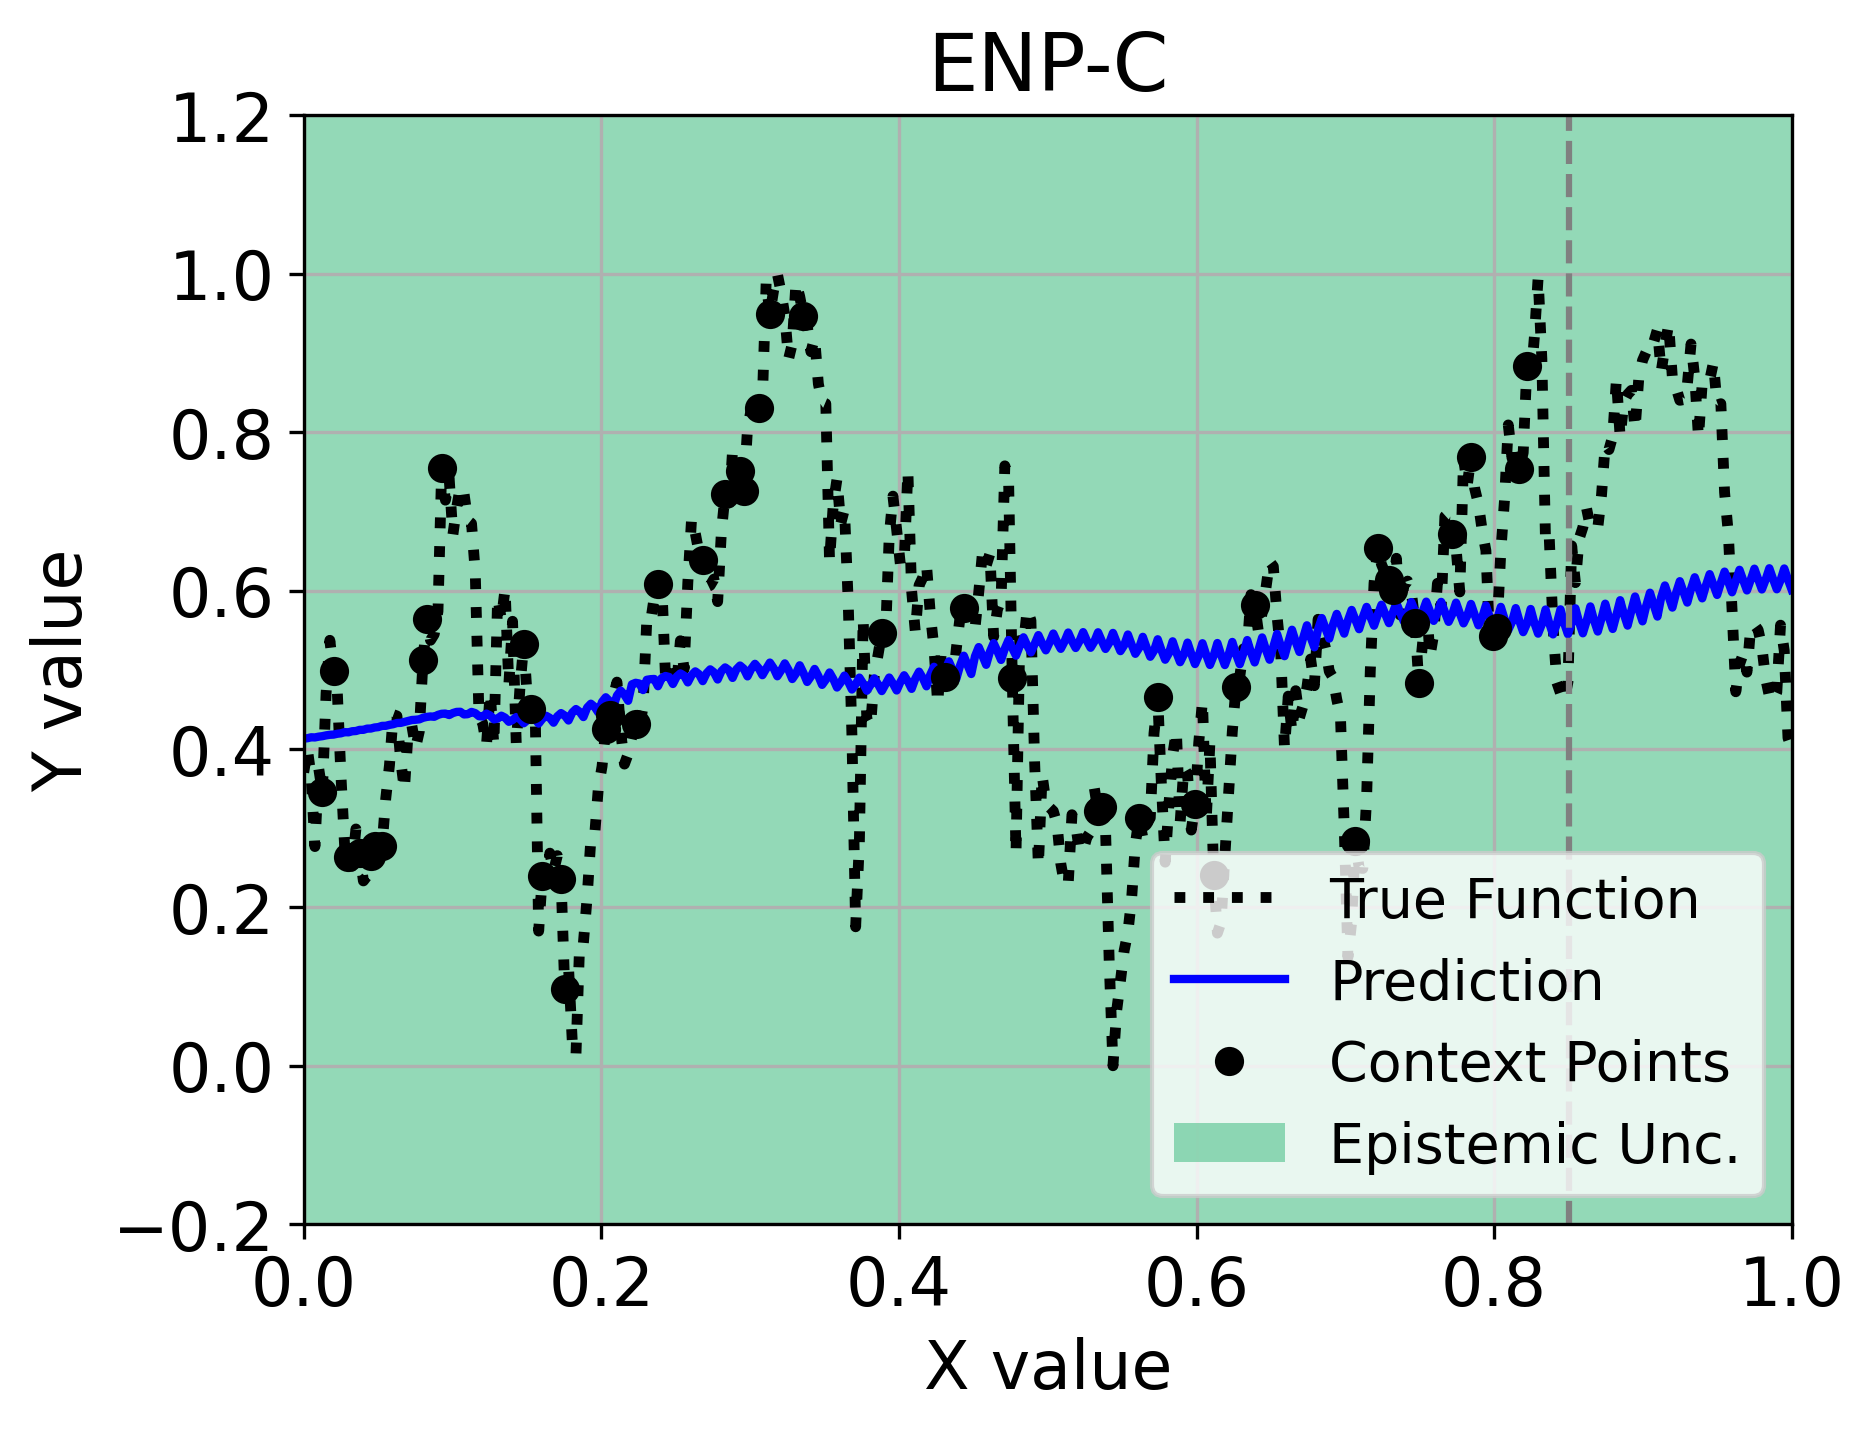 ENP-C
1.2
1.0
0.8
0.6
0.4
0.2
0.0
−0.2
Y value
0.0 0.2 0.4 0.6 0.8 1.0
X value
True Function
Prediction
Context Points
Epistemic Unc.